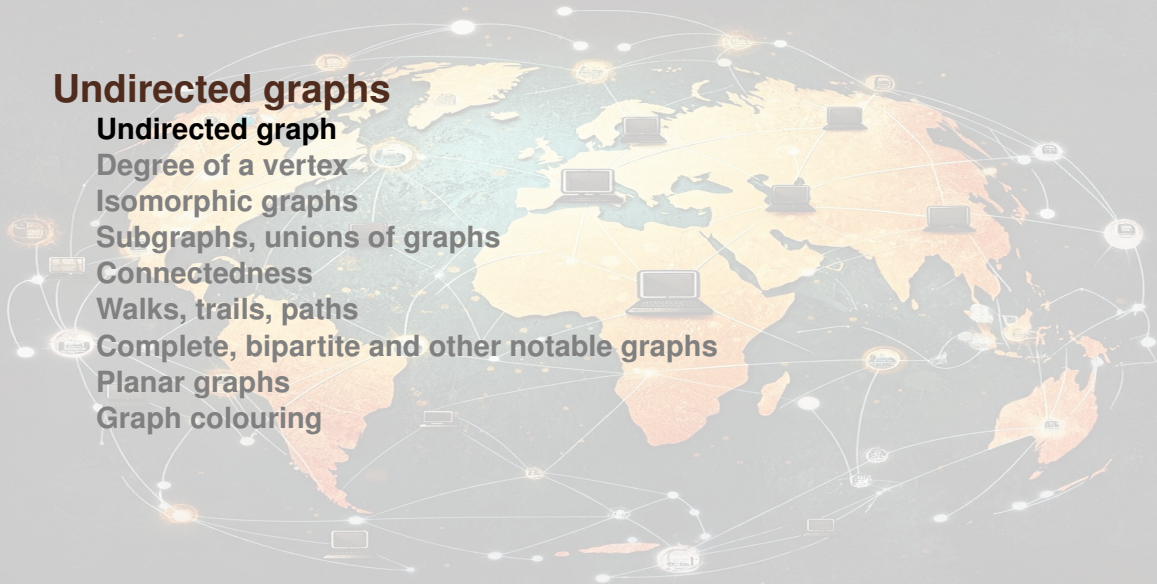 Undirected graphs
Undirected graph
Degree of a vertex
Isomorphic graphs
Subgraphs, unions of graphs
Connectedness
Walks, trails, paths
Complete, bipartite and other notable graphs
Planar graphs
Graph colouring